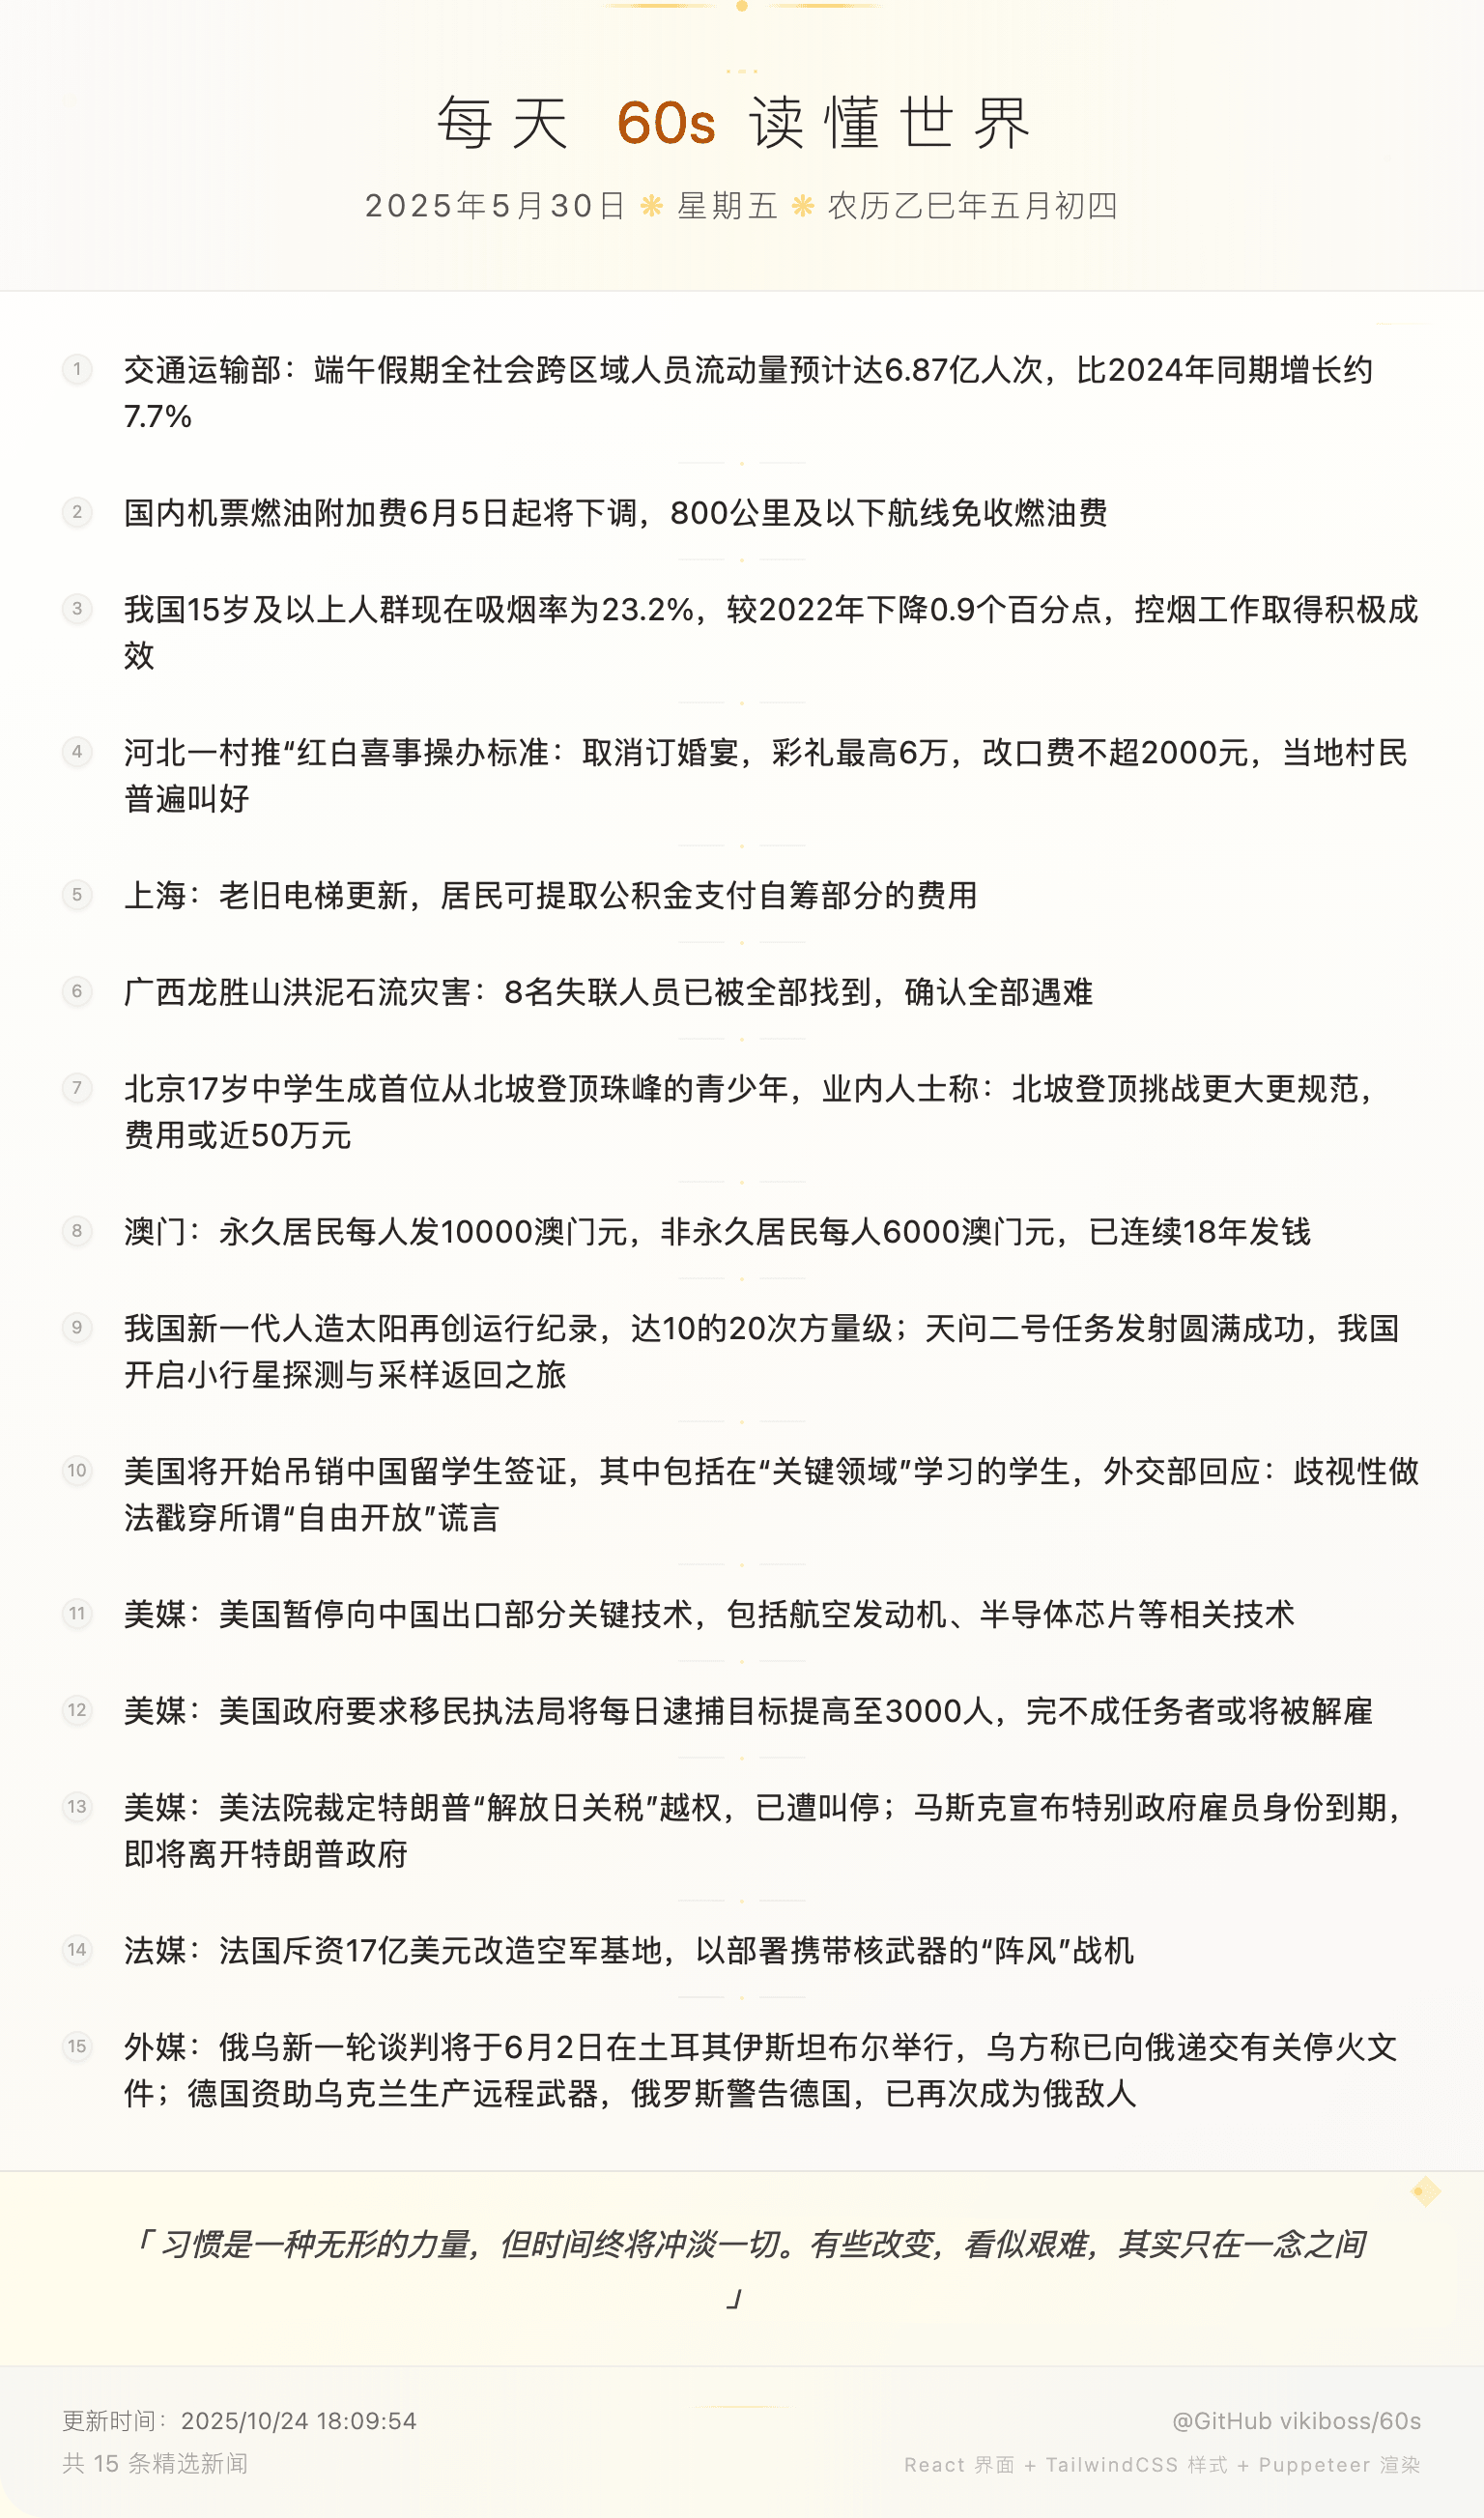 每天 60s 读懂世界
2025年5月30日 ❋ 星期五 ❋ 农历乙巳年五月初四
1 交通运输部：端午假期全社会跨区域人员流动量预计达6.87亿人次，比2024年同期增长约
7.7%
2 国内机票燃油附加费6月5日起将下调，800公里及以下航线免收燃油费
3 我国15岁及以上人群现在吸烟率为23.2%，较2022年下降0.9个百分点，控烟工作取得积极成
效
4 河北一村推“红白喜事操办标准：取消订婚宴，彩礼最高6万，改口费不超2000元，当地村民
普遍叫好
5 上海：老旧电梯更新，居民可提取公积金支付自筹部分的费用
6 广西龙胜山洪泥石流灾害：8名失联人员已被全部找到，确认全部遇难
7 北京17岁中学生成首位从北坡登顶珠峰的青少年，业内人士称：北坡登顶挑战更大更规范，
费用或近50万元
8 澳门：永久居民每人发10000澳门元，非永久居民每人6000澳门元，已连续18年发钱
9 我国新一代人造太阳再创运行纪录，达10的20次方量级；天问二号任务发射圆满成功，我国
开启小行星探测与采样返回之旅
10 美国将开始吊销中国留学生签证，其中包括在“关键领域”学习的学生，外交部回应：歧视性做
法戳穿所谓“自由开放”谎言
11 美媒：美国暂停向中国出口部分关键技术，包括航空发动机、半导体芯片等相关技术
12 美媒：美国政府要求移民执法局将每日逮捕目标提高至3000人，完不成任务者或将被解雇
13 美媒：美法院裁定特朗普“解放日关税”越权，已遭叫停；马斯克宣布特别政府雇员身份到期，
即将离开特朗普政府
14 法媒：法国斥资17亿美元改造空军基地，以部署携带核武器的“阵风”战机
15 外媒：俄乌新一轮谈判将于6月2日在土耳其伊斯坦布尔举行，乌方称已向俄递交有关停火文
件；德国资助乌克兰生产远程武器，俄罗斯警告德国，已再次成为俄敌人
「 习惯是一种无形的力量，但时间终将冲淡一切。有些改变，看似艰难，其实只在一念之间
」
更新时间：2025/10/24 18:09:54
@GitHub vikiboss/60s
共 15 条精选新闻
React 界面 + TailwindCSS 样式 + Puppeteer 渲染